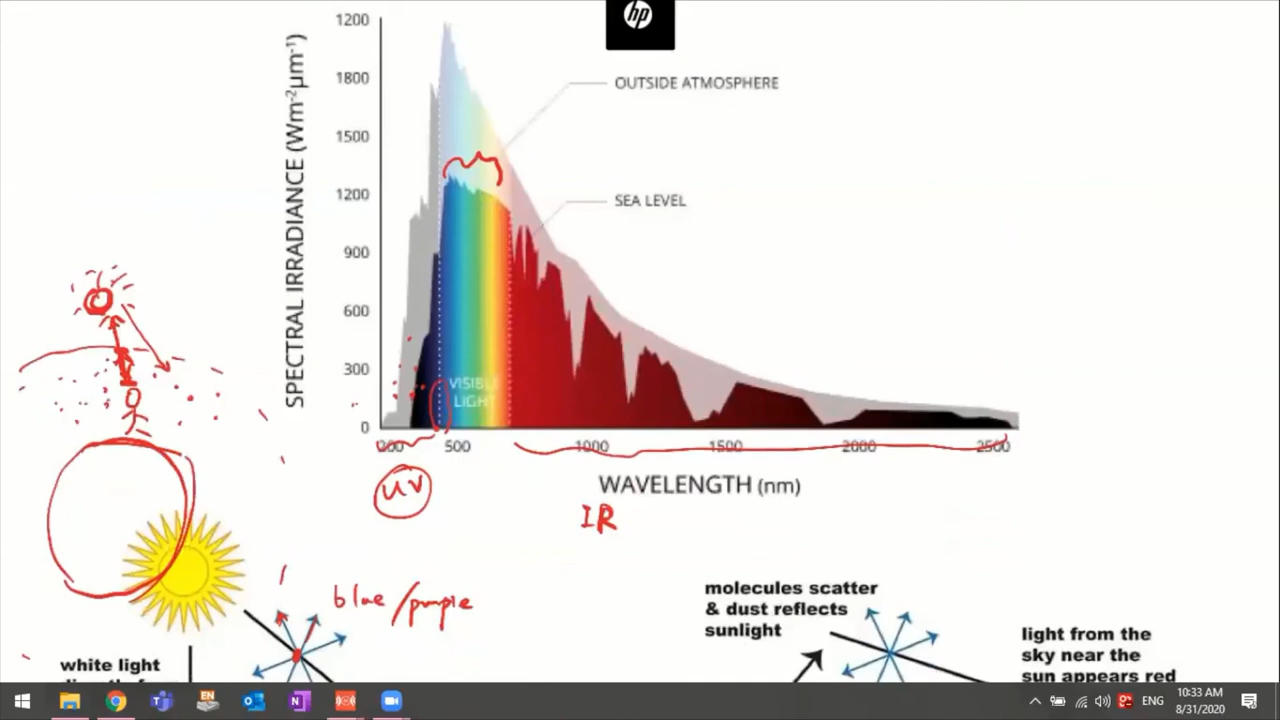 hp
1200
1800
1500
1200
900
600
300
0
SPECTRAL IRRADIANCE (Wm⁻²µm⁻¹)
OUTSIDE ATMOSPHERE
SEA LEVEL
VISIBLE
LIGHT
200 500 1000 1500 2000 2500
WAVELENGTH (nm)
UV
IR
blue/purple
white light
molecules scatter
& dust reflects
sunlight
light from the
sky near the
sun appears red
EN
ENG
10:33 AM
8/31/2020